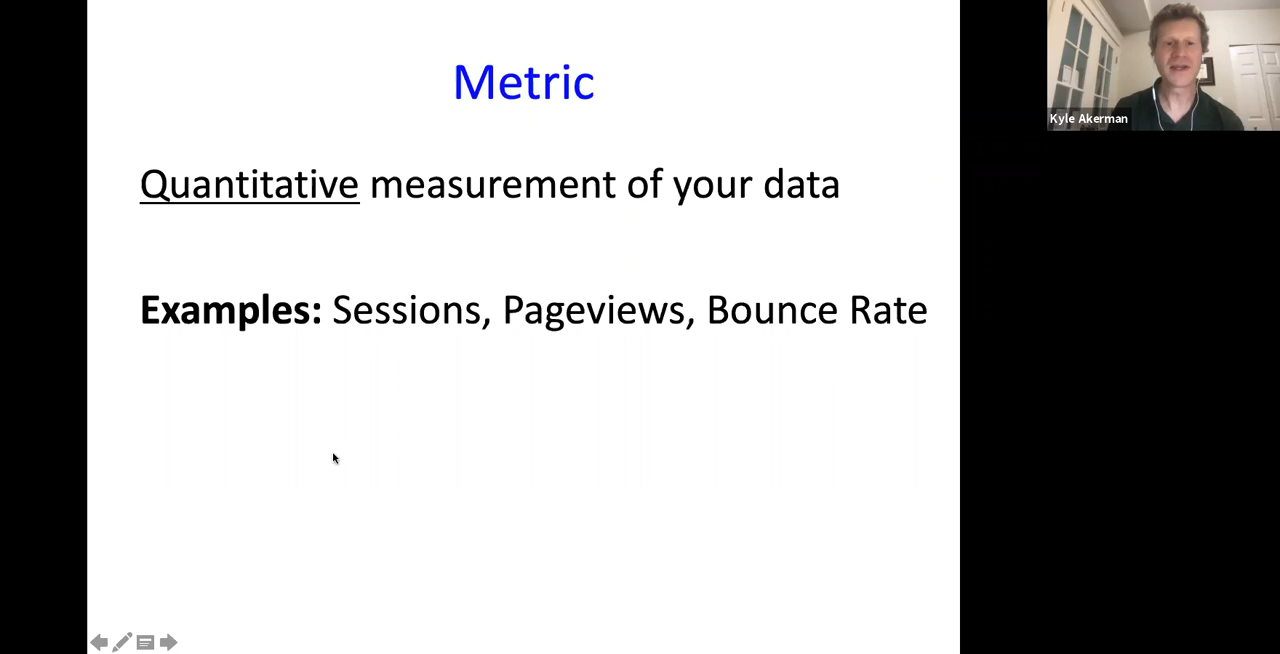 Metric
Quantitative measurement of your data
Examples: Sessions, Pageviews, Bounce Rate
Kyle Akerman